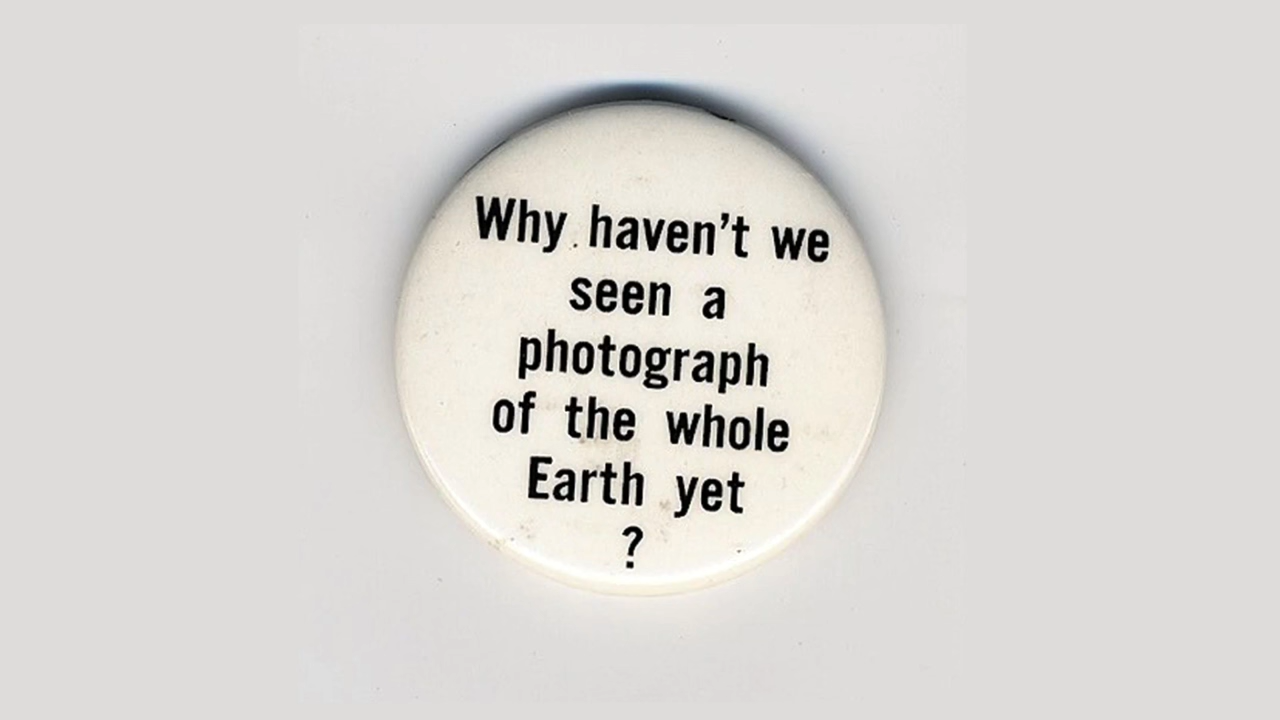 Why haven't we
seen a
photograph
of the whole
Earth yet
?